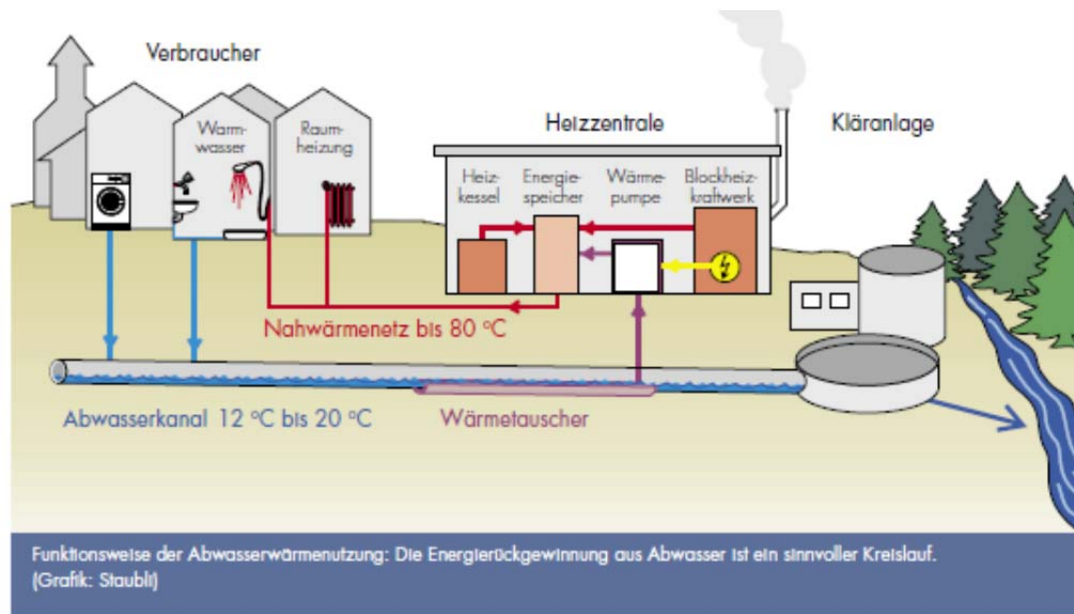 Verbraucher
Warm-
wasser
Raum-
heizung
Heizzentrale
Kläranlage
Heiz-
kessel
Energie-
speicher
Wärme-
pumpe
Blockheiz-
kraftwerk
Nahwärmenetz bis 80 °C
Abwasserkanal 12 °C bis 20 °C
Wärmetauscher
Funktionsweise der Abwasserwärmenutzung: Die Energierückgewinnung aus Abwasser ist ein sinnvoller Kreislauf.
(Grafik: Staubli)